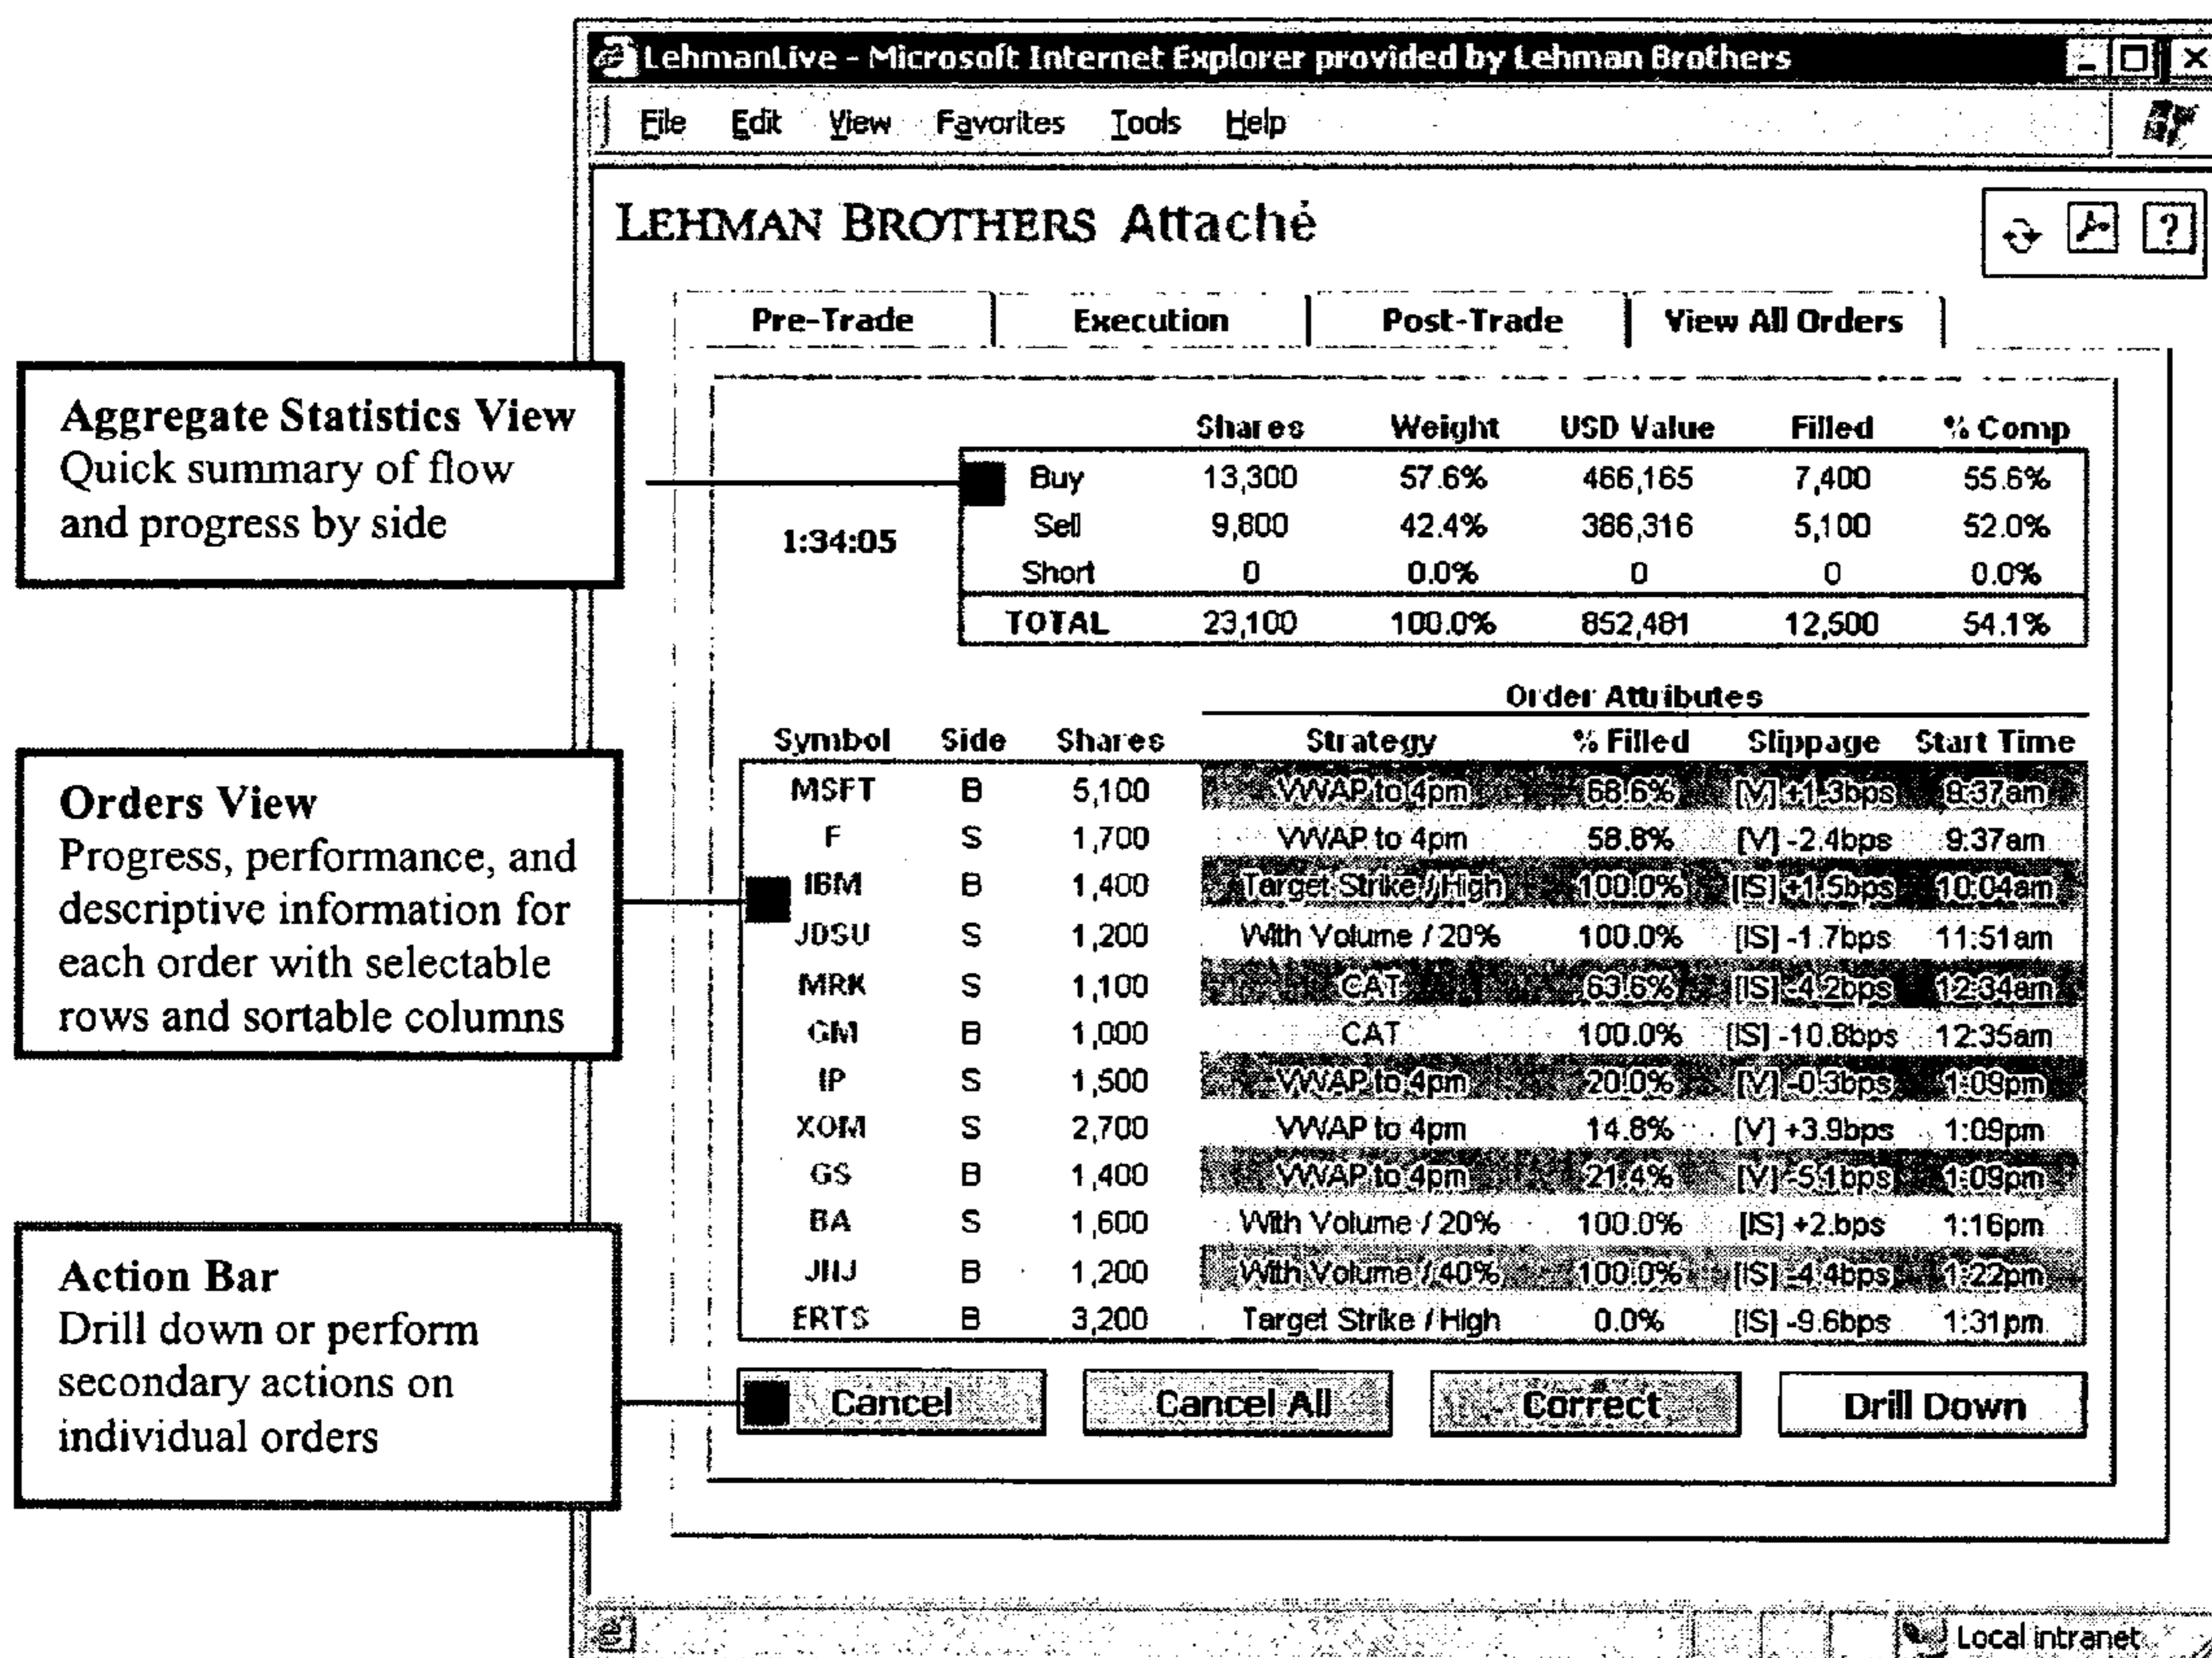 LehmanLive - Microsoft Internet Explorer provided by Lehman Brothers
File Edit View Favorites Tools Help
LEHMAN BROTHERS Attaché
?
Pre-Trade Execution Post-Trade View All Orders
Aggregate Statistics View
Quick summary of flow
and progress by side
1:34:05
Shares Weight USD Value Filled % Comp
Buy 13,300 57.6% 466,165 7,400 55.6%
Sell 9,800 42.4% 386,316 5,100 52.0%
Short 0 0.0% 0 0 0.0%
TOTAL 23,100 100.0% 852,481 12,500 54.1%
Orders View
Progress, performance, and
descriptive information for
each order with selectable
rows and sortable columns
Order Attributes
Symbol Side Shares Strategy % Filled Slippage Start Time
MSFT B 5,100 VWAP to 4pm 68.6% [V] +1.3bps 9:37am
F S 1,700 VWAP to 4pm 58.8% [V] -2.4bps 9:37am
IBM B 1,400 Target Strike / High 100.0% [IS] +1.5bps 10:04am
JDSU S 1,200 With Volume / 20% 100.0% [IS] -1.7bps 11:51am
MRK S 1,100 CAT 63.6% [IS] -4.2bps 12:34am
GM B 1,000 CAT 100.0% [IS] -10.8bps 12:35am
IP S 1,500 VWAP to 4pm 20.0% [V] -0.3bps 1:09pm
XOM S 2,700 VWAP to 4pm 14.8% [V] +3.9bps 1:09pm
GS B 1,400 VWAP to 4pm 21.4% [V] -5.1bps 1:09pm
BA S 1,600 With Volume / 20% 100.0% [IS] +2.bps 1:16pm
JNJ B 1,200 With Volume / 40% 100.0% [IS] -4.4bps 1:22pm
ERTS B 3,200 Target Strike / High 0.0% [IS] -9.6bps 1:31pm
Action Bar
Drill down or perform
secondary actions on
individual orders
Cancel Cancel All Correct Drill Down
Local intranet